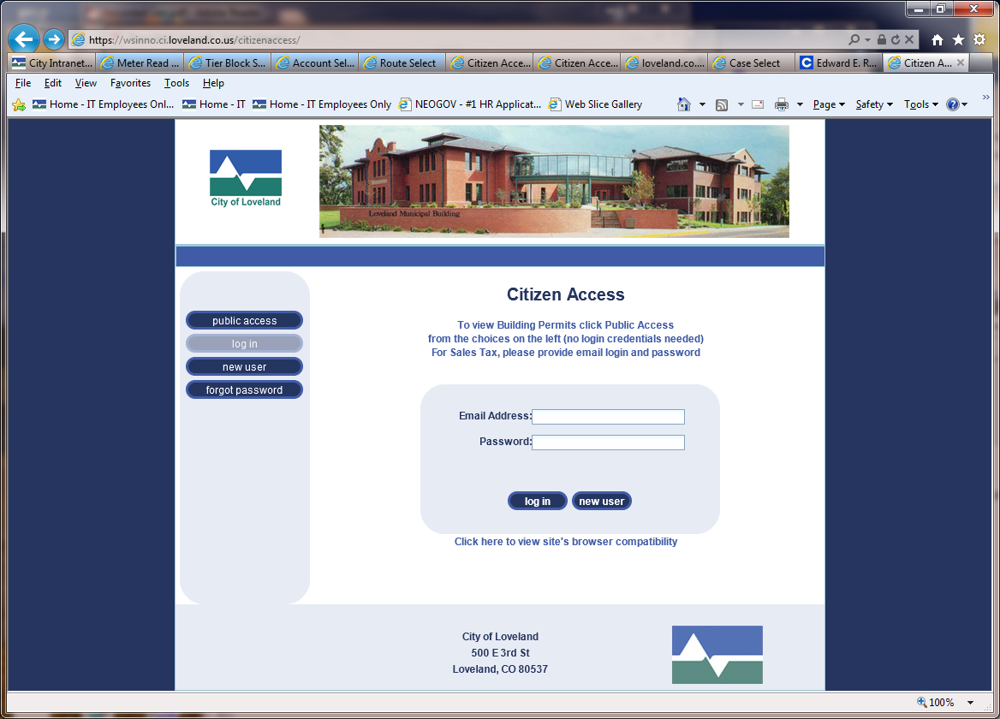 https://wsinno.ci.loveland.co.us/citizenaccess/
City Intranet... Meter Read ... Tier Block S... Account Sel... Route Select Citizen Acce... Citizen Acce... loveland.co.... Case Select Edward E. R... Citizen A...
File Edit View Favorites Tools Help
Home - IT Employees Onl... Home - IT Home - IT Employees Only NEOGOV - #1 HR Applicat... Web Slice Gallery Page Safety Tools
City of Loveland
Loveland Municipal Building
public access
log in
new user
forgot password
Citizen Access
To view Building Permits click Public Access
from the choices on the left (no login credentials needed)
For Sales Tax, please provide email login and password
Email Address:
Password:
log in new user
Click here to view site's browser compatibility
City of Loveland
500 E 3rd St
Loveland, CO 80537
100%